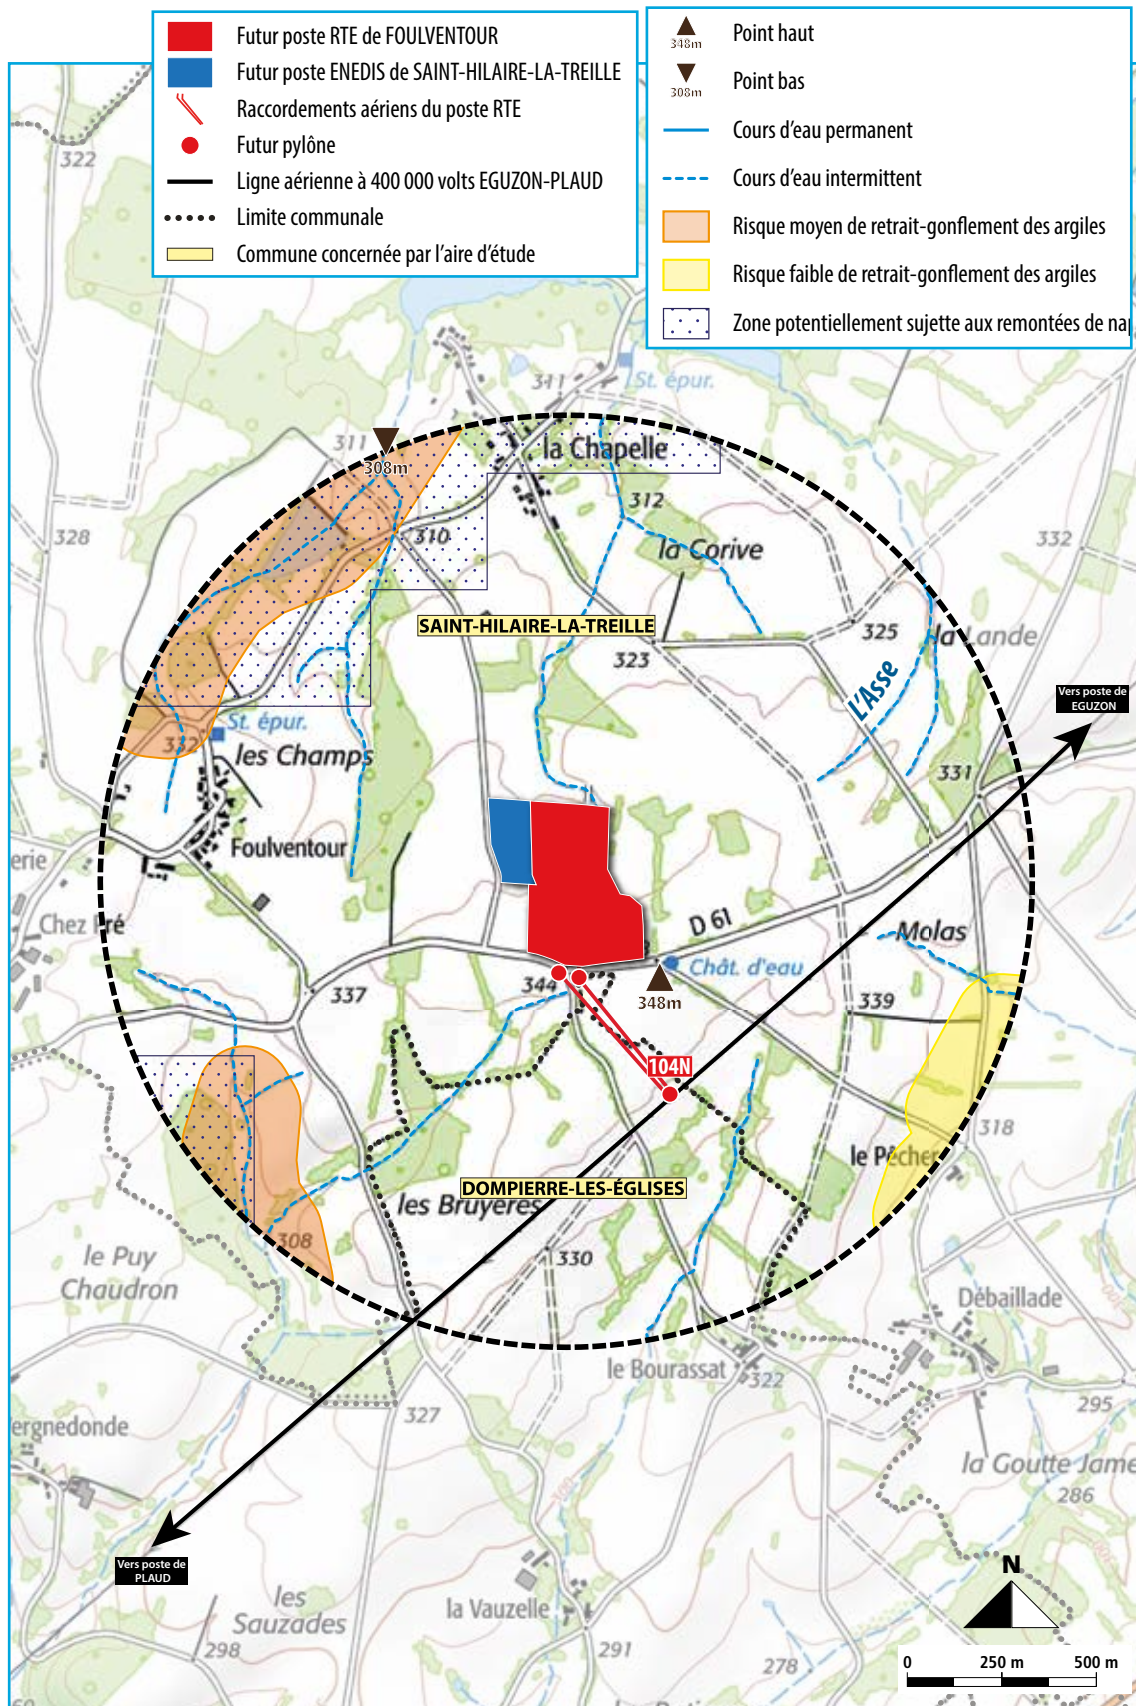 Futur poste RTE de FOULVENTOUR
Futur poste ENEDIS de SAINT-HILAIRE-LA-TREILLE
Raccordements aériens du poste RTE
Futur pylône
Ligne aérienne à 400 000 volts EGUZON-PLAUD
Limite communale
Commune concernée par l'aire d'étude
348m
Point haut
308m
Point bas
Cours d'eau permanent
Cours d'eau intermittent
Risque moyen de retrait-gonflement des argiles
Risque faible de retrait-gonflement des argiles
Zone potentiellement sujette aux remontées de
322
311
St. épur.
311
308m
la Chapelle
312
328
310
la Corive
332
SAINT-HILAIRE-LA-TREILLE
325
la Lande
323
L'Asse
Vers poste de
EGUZON
St. épur.
332
les Champs
331
Foulventour
erie
Chez Pré
D 61
Molas
Chât. d'eau
344
348m
337
339
104N
318
le Pêcher
DOMPIERRE-LES-ÉGLISES
les Bruyères
308
le Puy
Chaudron
330
Débaillade
le Bourassat
322
295
327
ergnedonde
la Goutte Jame
286
Vers poste de
PLAUD
les
Sauzades
la Vauzelle
N
298
291
278
0
250 m
500 m